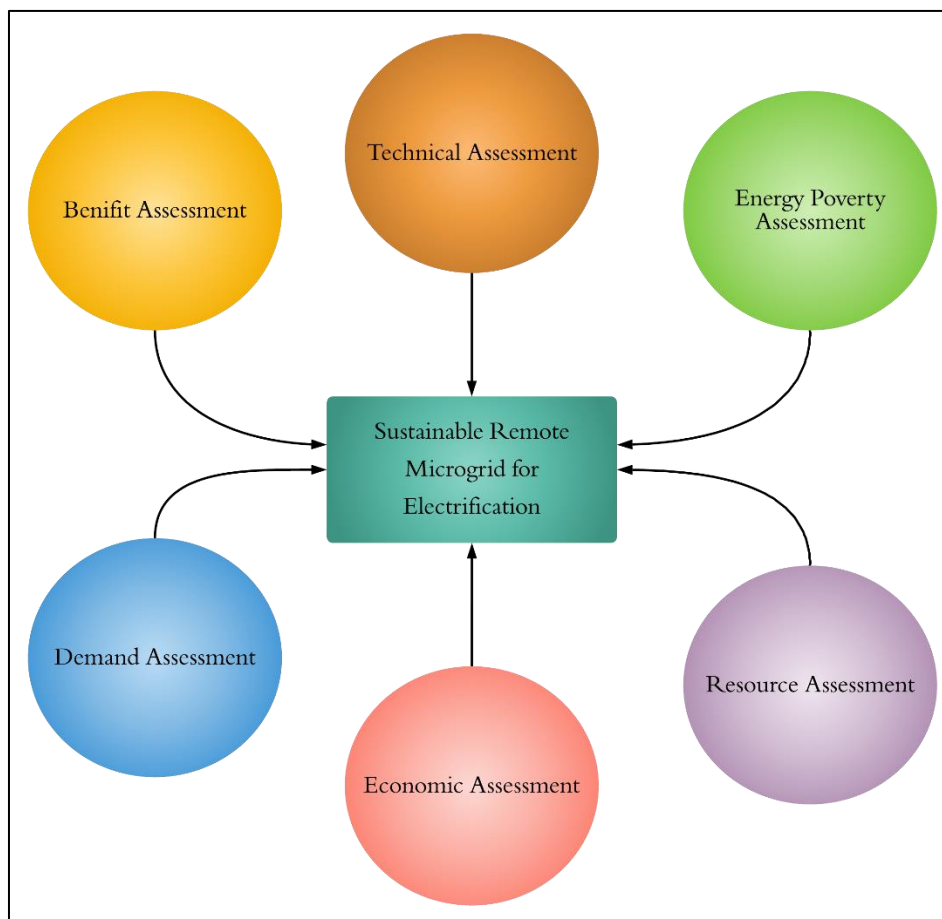 Technical Assessment
Benifit Assessment
Energy Poverty
Assessment
Sustainable Remote
Microgrid for
Electrification
Demand Assessment
Resource Assessment
Economic Assessment